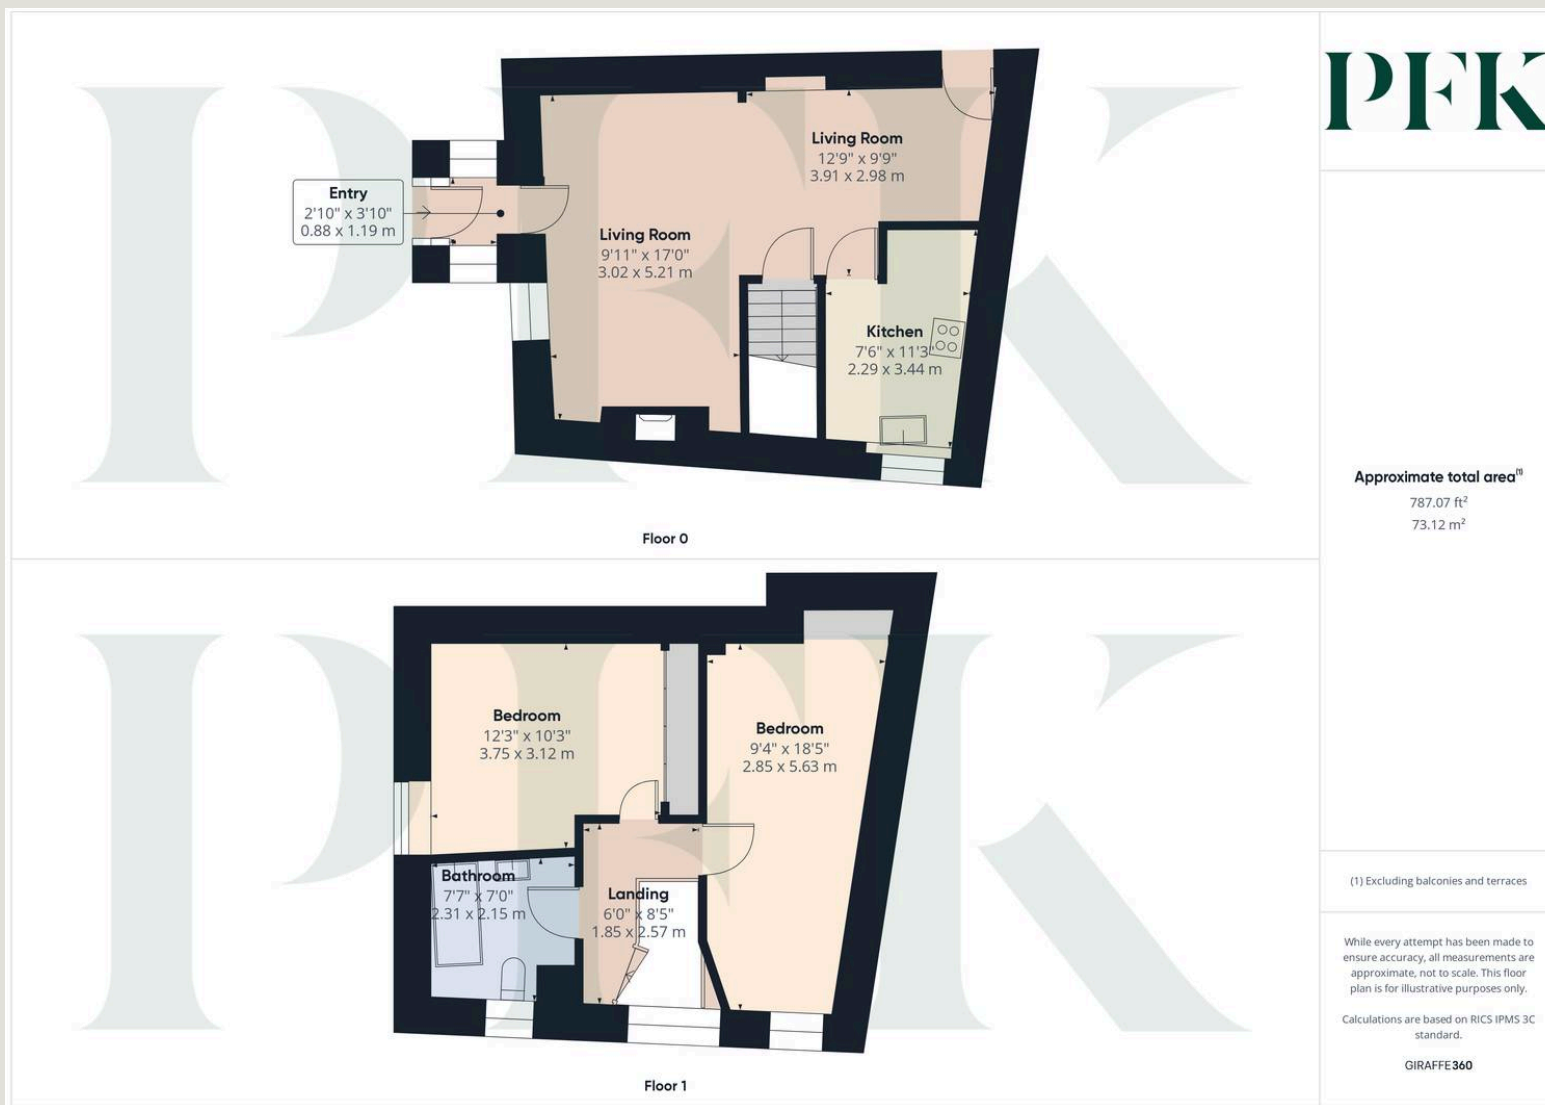 PFK
Entry
2'10" x 3'10"
0.88 x 1.19 m
Living Room
9'11" x 17'0"
3.02 x 5.21 m
Living Room
12'9" x 9'9"
3.91 x 2.98 m
Kitchen
7'6" x 11'3"
2.29 x 3.44 m
Floor 0
PFK
Bedroom
12'3" x 10'3"
3.75 x 3.12 m
Bedroom
9'4" x 18'5"
2.85 x 5.63 m
Bathroom
7'7" x 7'0"
2.31 x 2.15 m
Landing
6'0" x 8'5"
1.85 x 2.57 m
Floor 1
PFK
Approximate total area(1)
787.07 ft²
73.12 m²
(1) Excluding balconies and terraces
While every attempt has been made to
ensure accuracy, all measurements are
approximate, not to scale. This floor
plan is for illustrative purposes only.
Calculations are based on RICS IPMS 3C
standard.
GIRAFFE360